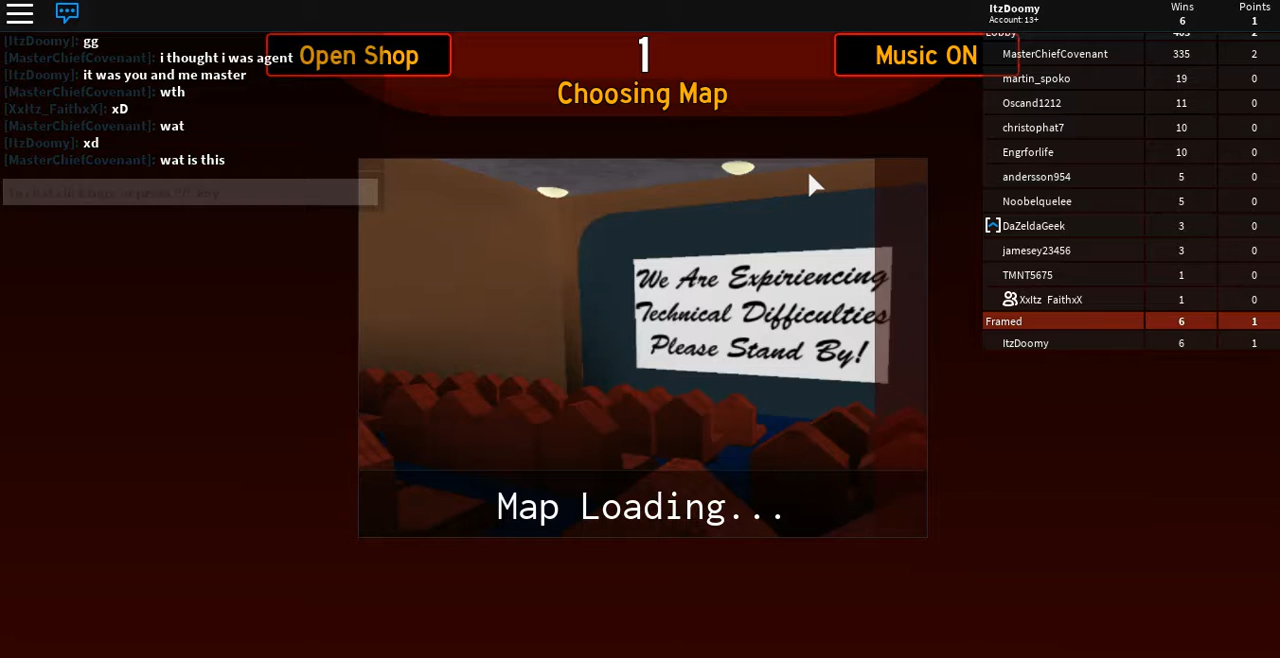 ItzDoomy
Account: 13+
Wins
6
Points
1
[ItzDoomy]: gg
[MasterChiefCovenant]: i thought i was agent
[ItzDoomy]: it was you and me master
[MasterChiefCovenant]: wth
[XxItz_FaithxX]: xD
[MasterChiefCovenant]: wat
[ItzDoomy]: xd
[MasterChiefCovenant]: wat is this
Open Shop
1
Choosing Map
Music ON
We Are Expiriencing
Technical Difficulties
Please Stand By!
Map Loading...
Lobby 403 2
MasterChiefCovenant 335 2
martin_spoko 19 0
Oscand1212 11 0
christophat7 10 0
Engrforlife 10 0
andersson954 5 0
Noobelquelee 5 0
DaZeldaGeek 3 0
jamesey23456 3 0
TMNT5675 1 0
XxItz_FaithxX 1 0
Framed 6 1
ItzDoomy 6 1